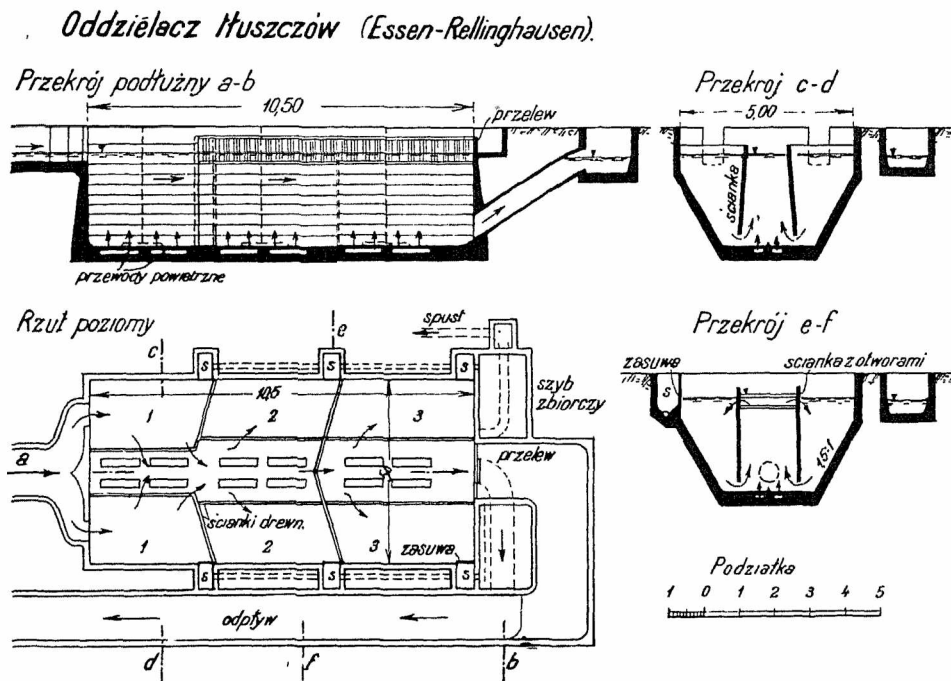 Oddziélacz tłuszczów (Essen-Rellinghausen).
Przekrój podłużny a-b
10,50
przelew
przewody powietrzne
Przekrój c-d
5,00
ścianka
Rzut poziomy
c
e
spust
s
s
s
szyb zbiorczy
10,5
1
2
3
a
przelew
5
ścianki drewn.
1
2
3
zasuwa
s
s
s
odpływ
d
f
b
Przekrój e-f
zasuwa
ścianka z otworami
s
1,5:1
Podziałka
1 0 1 2 3 4 5